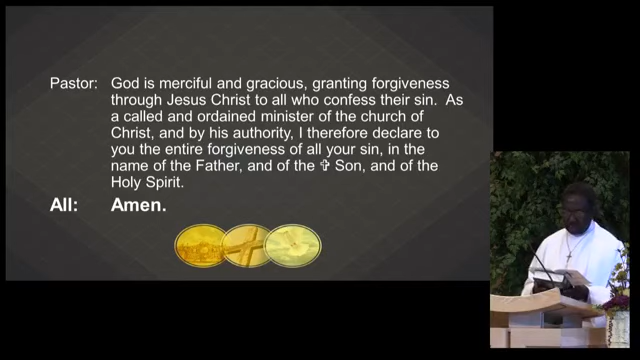 Pastor: God is merciful and gracious, granting forgiveness
through Jesus Christ to all who confess their sin. As
a called and ordained minister of the church of
Christ, and by his authority, I therefore declare to
you the entire forgiveness of all your sin, in the
name of the Father, and of the ✞ Son, and of the
Holy Spirit.
All: Amen.